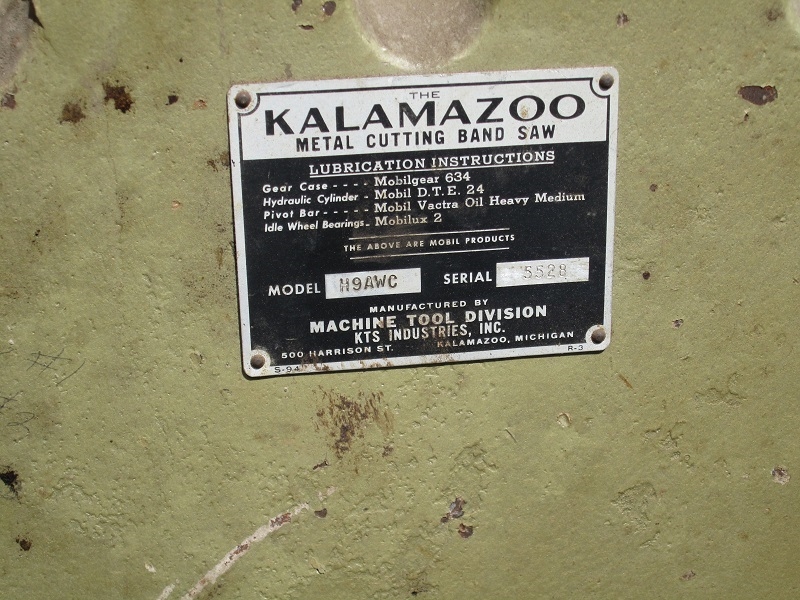 THE
KALAMAZOO
METAL CUTTING BAND SAW
LUBRICATION INSTRUCTIONS
Gear Case - - - - Mobilgear 634
Hydraulic Cylinder - Mobil D.T.E. 24
Pivot Bar - - - - Mobil Vactra Oil Heavy Medium
Idle Wheel Bearings - Mobilux 2
THE ABOVE ARE MOBIL PRODUCTS
MODEL H9AWC SERIAL 5528
MANUFACTURED BY
MACHINE TOOL DIVISION
KTS INDUSTRIES, INC.
500 HARRISON ST. KALAMAZOO, MICHIGAN
S-94 R-3